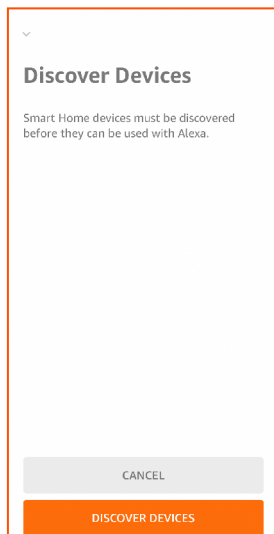 Discover Devices
Smart Home devices must be discovered
before they can be used with Alexa.
CANCEL
DISCOVER DEVICES